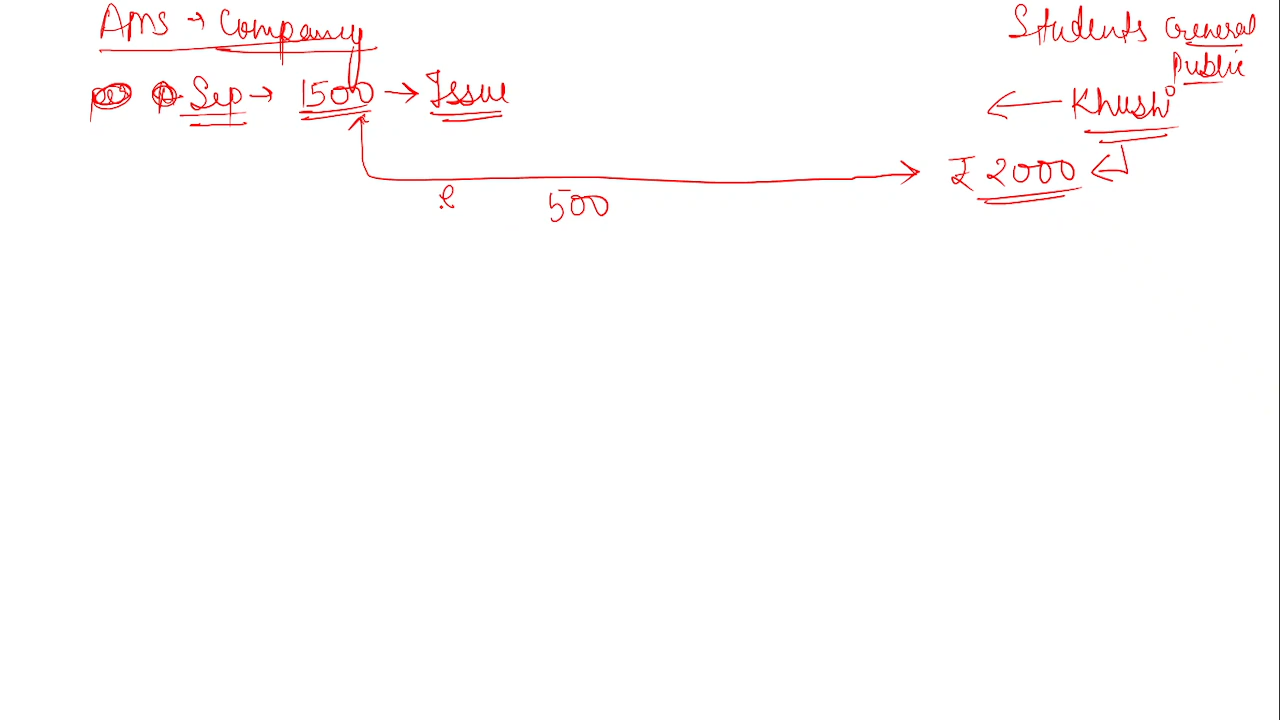 AMS → Company
Sep → 1500 → Issue
500
Students General
Public
← Khushi
₹ 2000